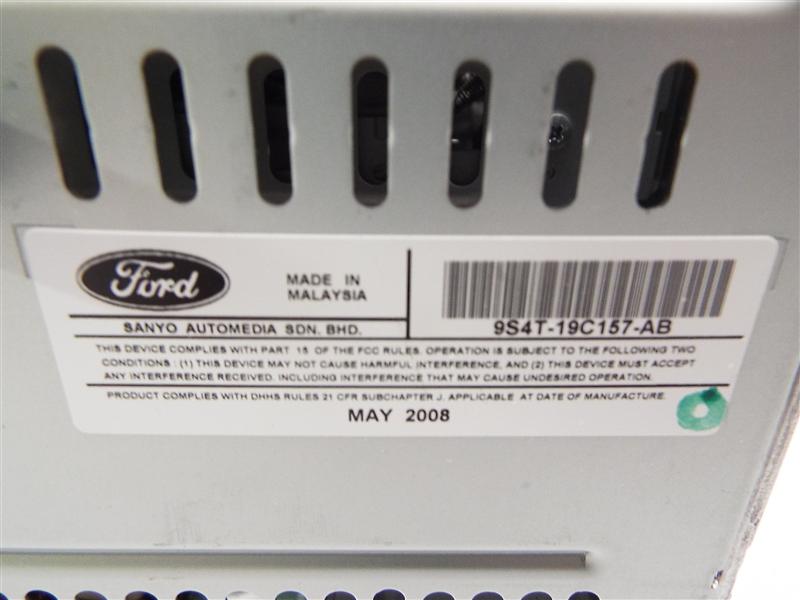 Ford
MADE IN
MALAYSIA
SANYO AUTOMEDIA SDN. BHD.
9S4T-19C157-AB
THIS DEVICE COMPLIES WITH PART 15 OF THE FCC RULES. OPERATION IS SUBJECT TO THE FOLLOWING TWO
CONDITIONS : (1) THIS DEVICE MAY NOT CAUSE HARMFUL INTERFERENCE, AND (2) THIS DEVICE MUST ACCEPT
ANY INTERFERENCE RECEIVED, INCLUDING INTERFERENCE THAT MAY CAUSE UNDESIRED OPERATION.
PRODUCT COMPLIES WITH DHHS RULES 21 CFR SUBCHAPTER J. APPLICABLE AT DATE OF MANUFACTURE.
MAY 2008